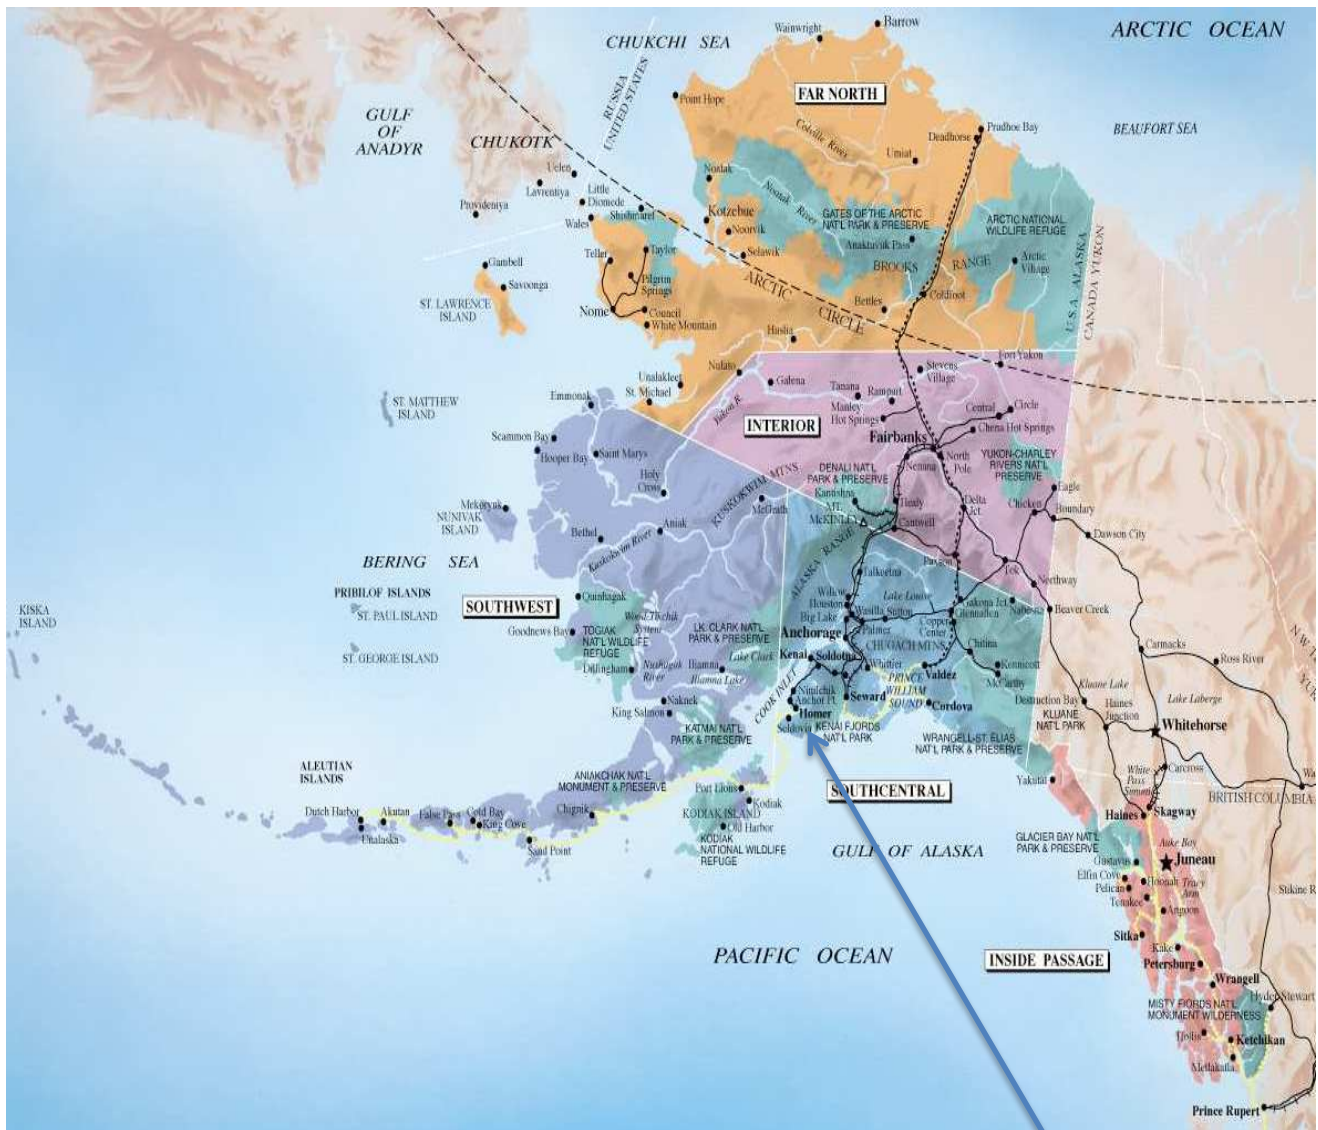 ARCTIC OCEAN
CHUKCHI SEA
BEAUFORT SEA
GULF
OF
ANADYR
CHUKOTK
RUSSIA
UNITED STATES
Barrow
Wainwright
FAR NORTH
Point Hope
Colville River
Deadhorse
Pradhoe Bay
Umiat
Uelen
Lavrentiya
Little
Diomede
Provideniya
Wales
Shishmaref
Noatak
Noatak River
Kotzebue
Noorvik
Selawik
GATES OF THE ARCTIC
NAT'L PARK & PRESERVE
Anaktuvuk Pass
ARCTIC NATIONAL
WILDLIFE REFUGE
BROOKS RANGE
Arctic
Village
U.S.A. ALASKA
CANADA YUKON
Teller
Taylor
Pilgrim
Springs
Gambell
Savoonga
ST. LAWRENCE
ISLAND
Nome
Council
White Mountain
ARCTIC CIRCLE
Bettles
Coldfoot
Huslia
Nulato
Unalakleet
St. Michael
Galena
Tanana
Rampart
Stevens
Village
Fort Yukon
Manley
Hot Springs
Central
Circle
Chena Hot Springs
INTERIOR
Yukon R.
Fairbanks
North
Pole
Nenana
YUKON-CHARLEY
RIVERS NAT'L
PRESERVE
Emmonak
ST. MATTHEW
ISLAND
Scammon Bay
Hooper Bay
Saint Marys
Holy
Cross
KUSKOKWIM MTNS
McGrath
DENALI NAT'L
PARK & PRESERVE
Kantishna
MT.
McKINLEY
Healy
Cantwell
Delta
Jct.
Eagle
Chicken
Boundary
Dawson City
Mekoryuk
NUNIVAK
ISLAND
Bethel
Aniak
Kuskokwim River
ALASKA RANGE
Paxson
Tok
Northway
BERING SEA
PRIBILOF ISLANDS
ST. PAUL ISLAND
ST. GEORGE ISLAND
KISKA
ISLAND
SOUTHWEST
Quinhagak
Goodnews Bay
TOGIAK
NAT'L WILDLIFE
REFUGE
Dillingham
Nushagak
River
LK. CLARK NAT'L
PARK & PRESERVE
Lake Clark
Iliamna
Iliamna Lake
Talkeetna
Willow
Houston
Big Lake
Wasilla
Sutton
Palmer
Lake Louise
Gakona Jct.
Glennallen
Copper
Center
Nabesna
Beaver Creek
Anchorage
CHUGACH MTNS.
Chitina
Kennicott
McCarthy
Kenai
Soldotna
Whittier
Valdez
PRINCE
WILLIAM
SOUND
Cordova
Carmacks
Ross River
Kluane Lake
Lake Laberge
Destruction Bay
KLUANE
NAT'L PARK
Haines
Junction
Whitehorse
COOK INLET
Ninilchik
Anchor Pt.
Homer
Seldovia
Seward
KENAI FJORDS
NAT'L PARK
WRANGELL-ST. ELIAS
NAT'L PARK & PRESERVE
Naknek
King Salmon
KATMAI NAT'L
PARK & PRESERVE
ALEUTIAN
ISLANDS
ANIAKCHAK NAT'L
MONUMENT & PRESERVE
Port Lions
Kodiak
KODIAK ISLAND
Old Harbor
KODIAK
NATIONAL WILDLIFE
REFUGE
Dutch Harbor
Akutan
Unalaska
False Pass
Cold Bay
King Cove
Sand Point
Chignik
SOUTHCENTRAL
GULF OF ALASKA
Yakutat
White
Pass
Summit
Carcross
BRITISH COLUMBIA
Haines
Skagway
GLACIER BAY NAT'L
PARK & PRESERVE
Auke Bay
Juneau
Gustavus
Elfin Cove
Pelican
Hoonah
Tenakee
Tracy
Arm
Angoon
Stikine R
Sitka
Kake
Petersburg
Wrangell
PACIFIC OCEAN
INSIDE PASSAGE
Hyder
Stewart
MISTY FIORDS NAT'L
MONUMENT WILDERNESS
Hollis
Ketchikan
Metlakatla
Prince Rupert